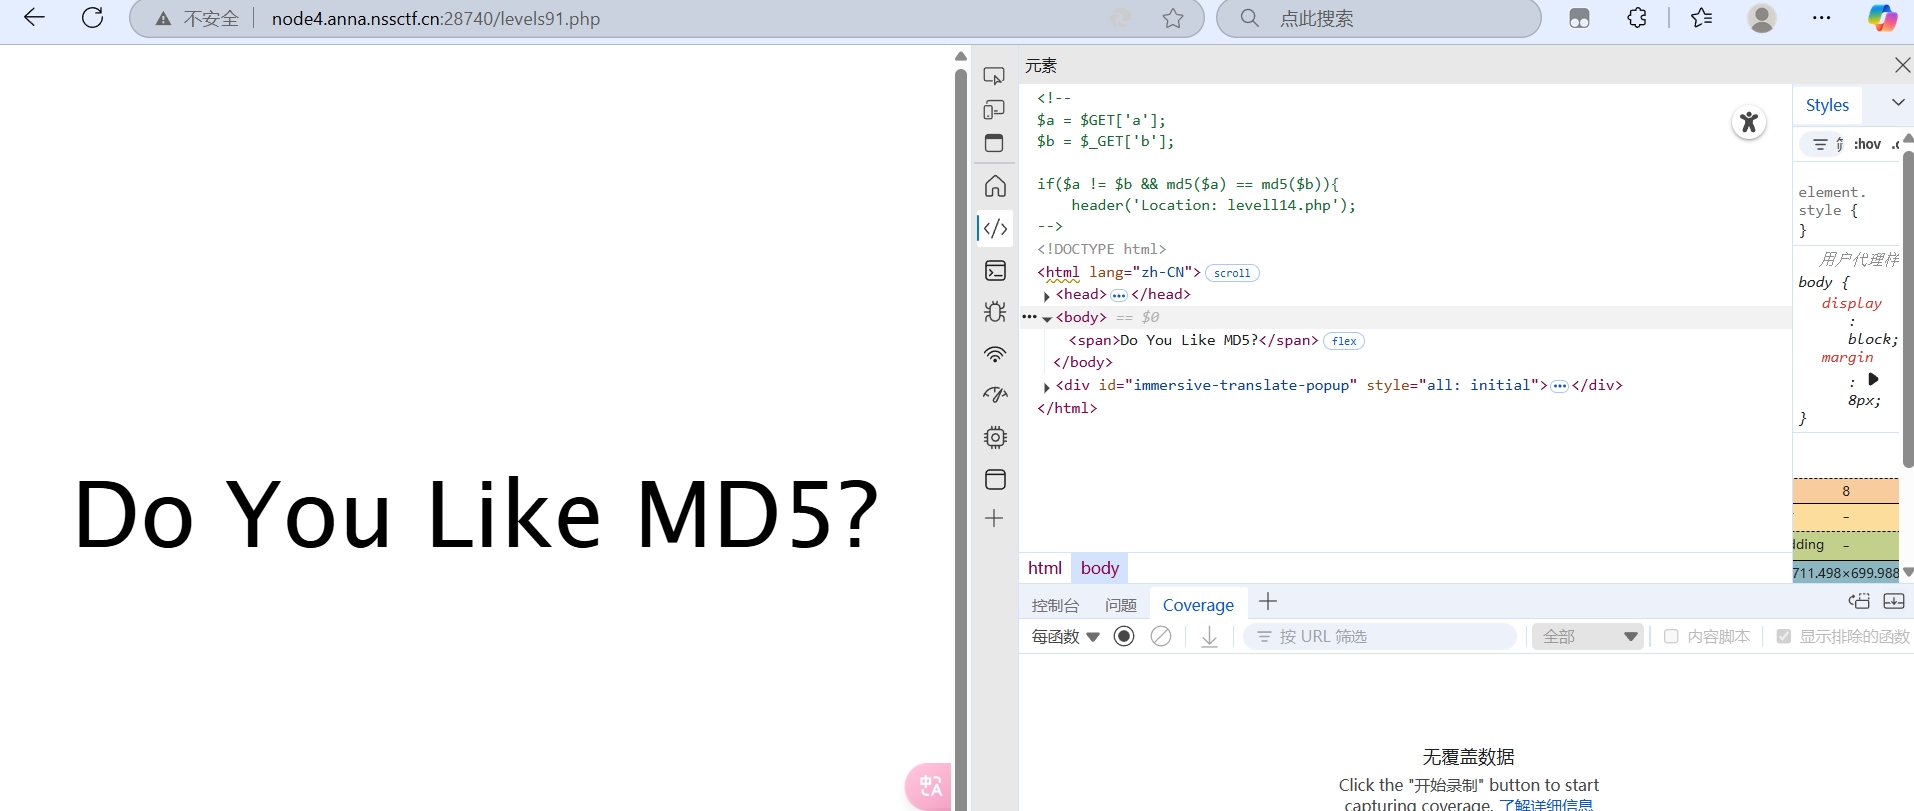 不安全
node4.anna.nssctf.cn:28740/levels91.php
点此搜索
Do You Like MD5?
元素
<!--
$a = $GET['a'];
$b = $_GET['b'];
if($a != $b && md5($a) == md5($b)){
header('Location: levell14.php');
-->
<!DOCTYPE html>
<html lang="zh-CN"> scroll
<head> ••• </head>
••• <body> == $0
<span>Do You Like MD5?</span> flex
</body>
<div id="immersive-translate-popup" style="all: initial"> ••• </div>
</html>
html body
Styles
:hov
element.
style {
}
用户代理样
body {
display
:
block;
margin
:
8px;
}
8
-
dding -
711.498×699.988
控制台 问题 Coverage
每函数
按 URL 筛选
全部
内容脚本
显示排除的函数
无覆盖数据
Click the "开始录制" button to start
capturing coverage. 了解详细信息